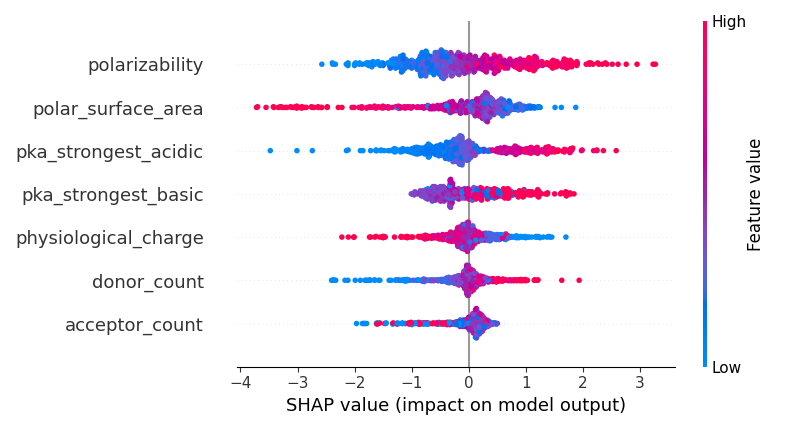 High
polarizability
polar_surface_area
pka_strongest_acidic
pka_strongest_basic
physiological_charge
donor_count
acceptor_count
Feature value
Low
−4 −3 −2 −1 0 1 2 3
SHAP value (impact on model output)